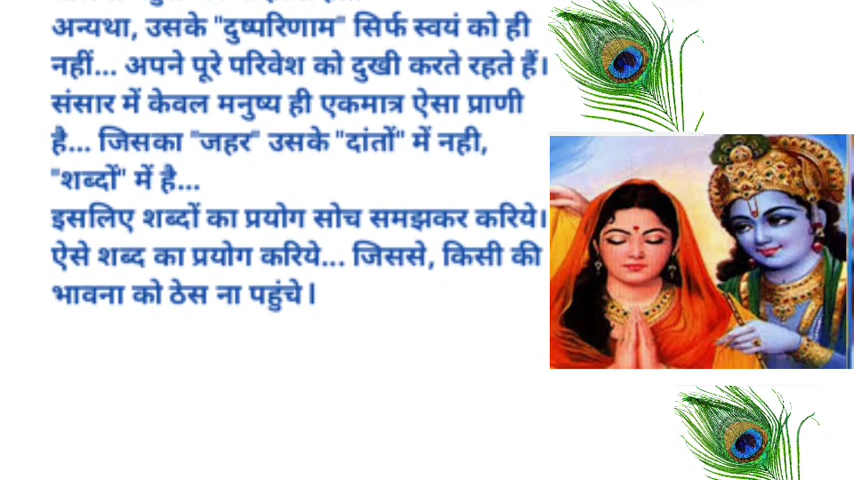 अन्यथा, उसके "दुष्परिणाम" सिर्फ स्वयं को ही
नहीं... अपने पूरे परिवेश को दुखी करते रहते हैं।
संसार में केवल मनुष्य ही एकमात्र ऐसा प्राणी
है... जिसका "जहर" उसके "दांतों" में नही,
"शब्दों" में है...
इसलिए शब्दों का प्रयोग सोच समझकर करिये।
ऐसे शब्द का प्रयोग करिये... जिससे, किसी की
भावना को ठेस ना पहुंचे।